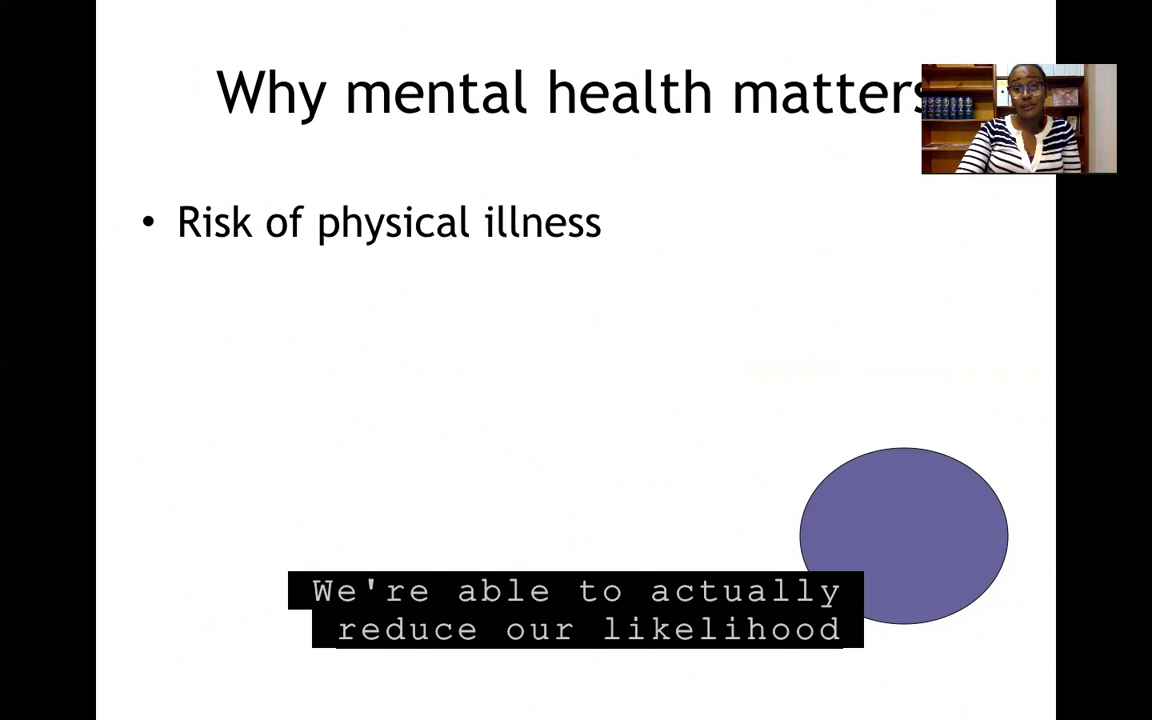 Why mental health matters
• Risk of physical illness
We're able to actually
reduce our likelihood